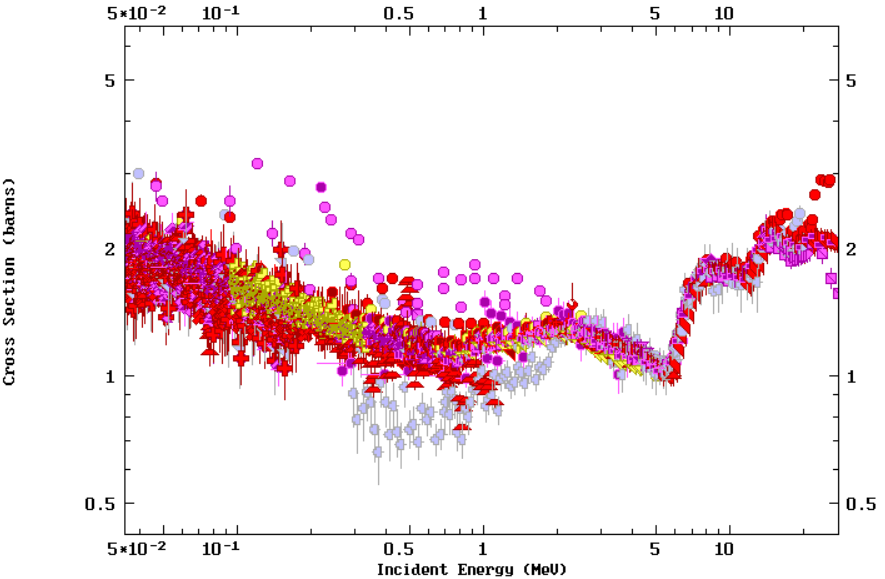 5*10⁻² 10⁻¹ 0.5 1 5 10
5 5
2 2
1 1
0.5 0.5
5*10⁻² 10⁻¹ 0.5 1 5 10
Incident Energy (MeV)
Cross Section (barns)